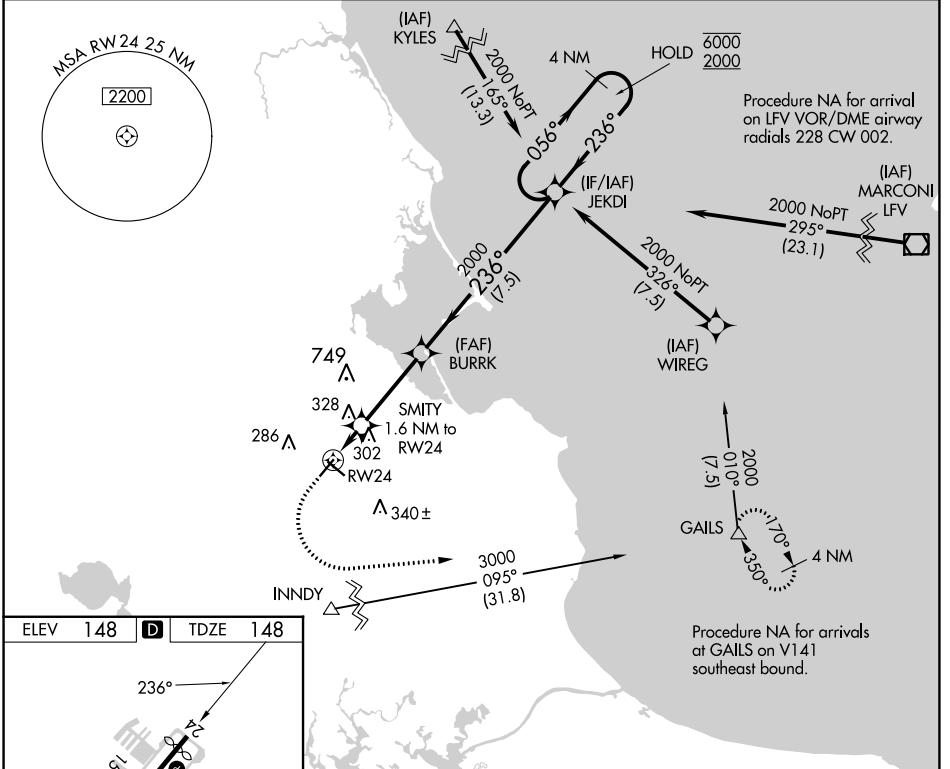 MSA RW24 25 NM
2200
(IAF)
KYLES
2000 NoPT
165°
(13.3)
4 NM
HOLD
6000
2000
056°
236°
Procedure NA for arrival
on LFV VOR/DME airway
radials 228 CW 002.
(IF/IAF)
JEKDI
(IAF)
MARCONI
LFV
2000 NoPT
295°
(23.1)
2000
236°
(7.5)
2000 NoPT
326°
(7.5)
(IAF)
WIREG
(FAF)
BURRK
749
328
SMITY
1.6 NM to
RW24
286
302
RW24
340±
2000
010°
(7.5)
GAILS
170°
350°
4 NM
INNDY
3000
095°
(31.8)
Procedure NA for arrivals
at GAILS on V141
southeast bound.
ELEV 148 D TDZE 148
236°
24
15